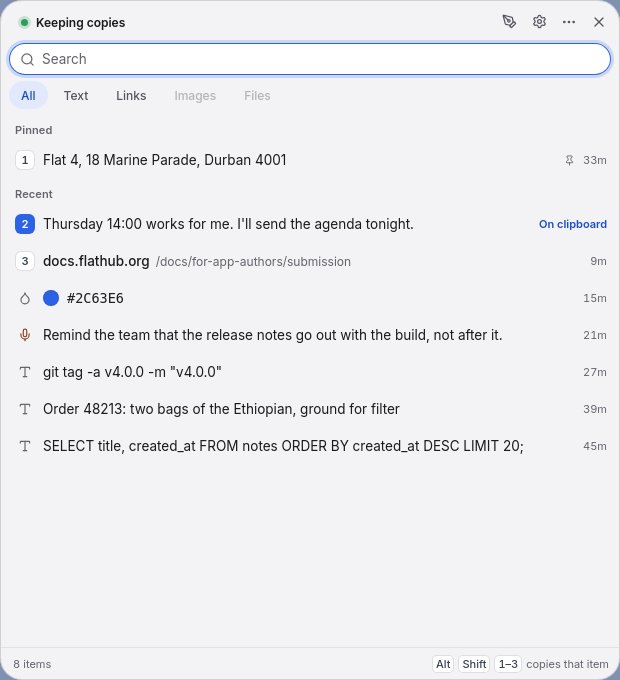 Keeping copies
Search
All Text Links Images Files
Pinned
1 Flat 4, 18 Marine Parade, Durban 4001 33m
Recent
2 Thursday 14:00 works for me. I'll send the agenda tonight. On clipboard
3 docs.flathub.org /docs/for-app-authors/submission 9m
#2C63E6 15m
Remind the team that the release notes go out with the build, not after it. 21m
git tag -a v4.0.0 -m "v4.0.0" 27m
Order 48213: two bags of the Ethiopian, ground for filter 39m
SELECT title, created_at FROM notes ORDER BY created_at DESC LIMIT 20; 45m
8 items Alt Shift 1–3 copies that item